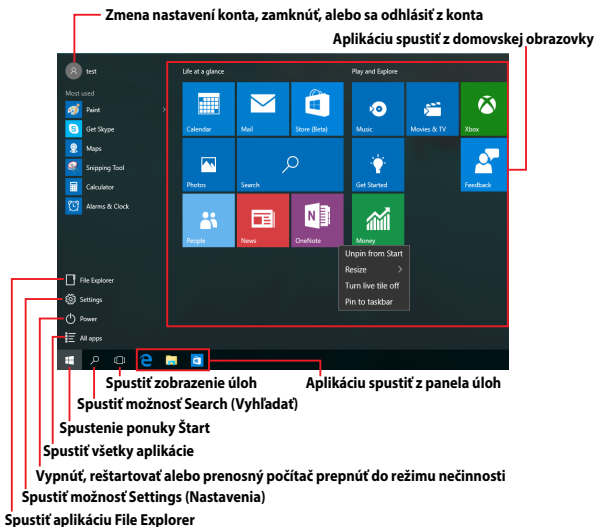 Zmena nastavení konta, zamknúť, alebo sa odhlásiť z konta
Aplikáciu spustiť z domovskej obrazovky
test
Most used
Paint
Get Skype
Maps
Snipping Tool
Calculator
Alarms & Clock
File Explorer
Settings
Power
All apps
Life at a glance
Calendar
Mail
Store (Beta)
Photos
Search
People
News
OneNote
Play and Explore
Music
Movies & TV
Xbox
Get Started
Feedback
Money
Unpin from Start
Resize
Turn live tile off
Pin to taskbar
Spustiť zobrazenie úloh
Aplikáciu spustiť z panela úloh
Spustiť možnosť Search (Vyhľadať)
Spustenie ponuky Štart
Spustiť všetky aplikácie
Vypnúť, reštartovať alebo prenosný počítač prepnúť do režimu nečinnosti
Spustiť možnosť Settings (Nastavenia)
Spustiť aplikáciu File Explorer